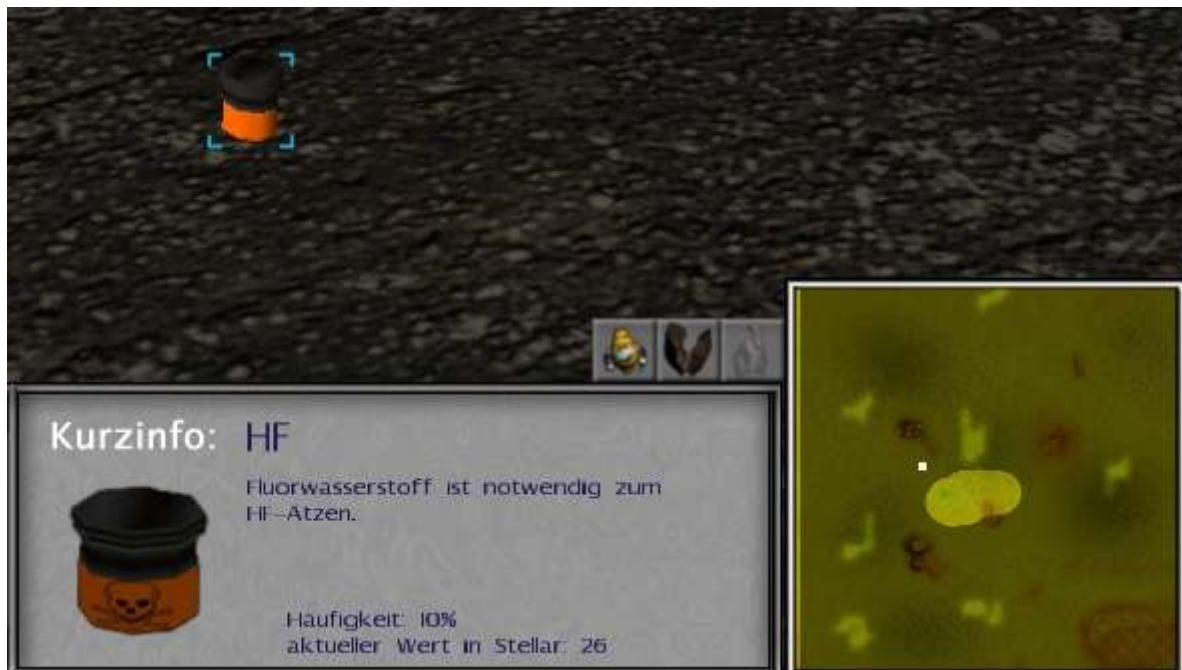 Kurzinfo: HF
Fluorwasserstoff ist notwendig zum
HF-Ätzen.
Häufigkeit: 10%
aktueller Wert in Stellar: 26